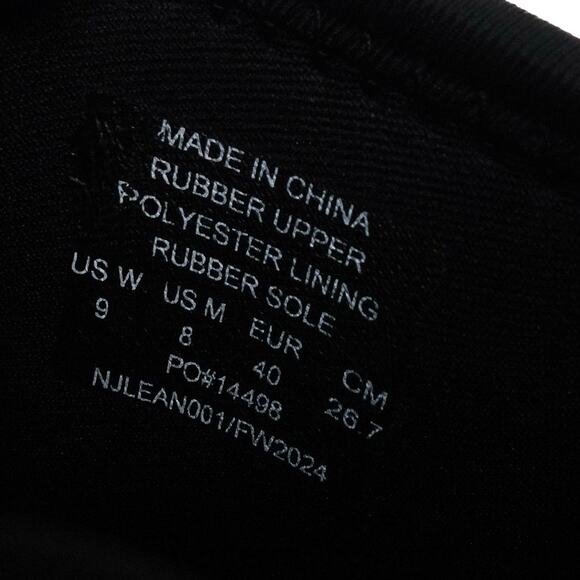 MADE IN CHINA
RUBBER UPPER
POLYESTER LINING
RUBBER SOLE
US W US M EUR CM
9 8 40 26.7
PO#14498
NJLEAN001/FW2024